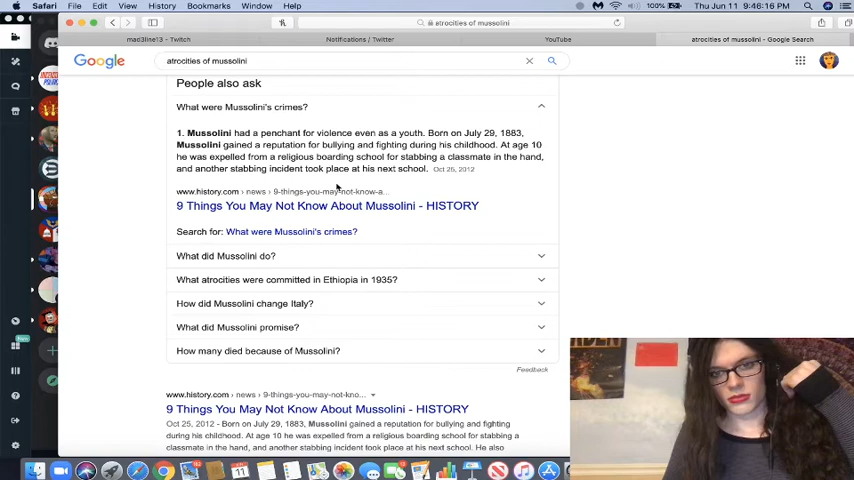 Safari File Edit View History Bookmarks Window Help 100% Thu Jun 11 9:46:16 PM
atrocities of mussolini
mad3line13 - Twitch Notifications / Twitter YouTube atrocities of mussolini - Google Search
Google atrocities of mussolini
People also ask
What were Mussolini's crimes?
1. Mussolini had a penchant for violence even as a youth. Born on July 29, 1883,
Mussolini gained a reputation for bullying and fighting during his childhood. At age 10
he was expelled from a religious boarding school for stabbing a classmate in the hand,
and another stabbing incident took place at his next school. Oct 25, 2012
www.history.com › news › 9-things-you-may-not-know-a...
9 Things You May Not Know About Mussolini - HISTORY
Search for: What were Mussolini's crimes?
What did Mussolini do?
What atrocities were committed in Ethiopia in 1935?
How did Mussolini change Italy?
What did Mussolini promise?
How many died because of Mussolini?
Feedback
www.history.com › news › 9-things-you-may-not-kno...
9 Things You May Not Know About Mussolini - HISTORY
Oct 25, 2012 - Born on July 29, 1883, Mussolini gained a reputation for bullying and fighting
during his childhood. At age 10 he was expelled from a religious boarding school for stabbing a
classmate in the hand, and another stabbing incident took place at his next school. He also